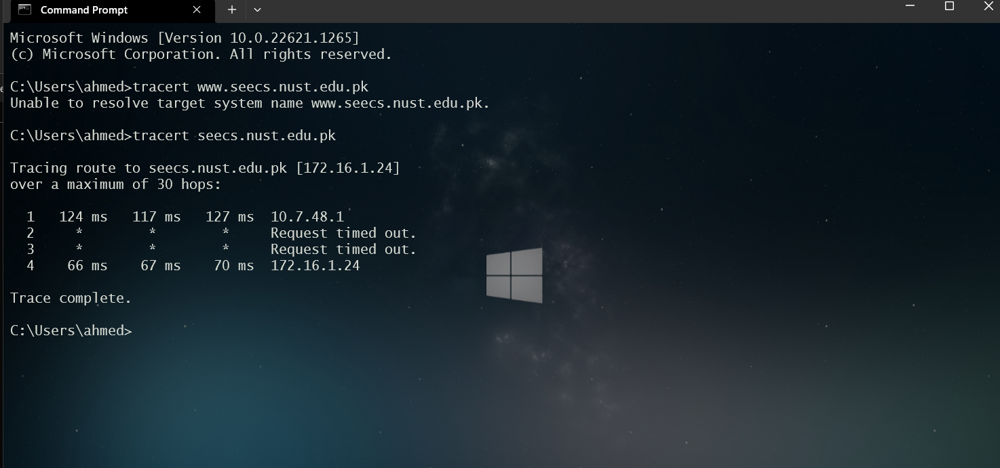 Command Prompt
Microsoft Windows [Version 10.0.22621.1265]
(c) Microsoft Corporation. All rights reserved.
C:\Users\ahmed>tracert www.seecs.nust.edu.pk
Unable to resolve target system name www.seecs.nust.edu.pk.
C:\Users\ahmed>tracert seecs.nust.edu.pk
Tracing route to seecs.nust.edu.pk [172.16.1.24]
over a maximum of 30 hops:
1 124 ms 117 ms 127 ms 10.7.48.1
2 * * * Request timed out.
3 * * * Request timed out.
4 66 ms 67 ms 70 ms 172.16.1.24
Trace complete.
C:\Users\ahmed>